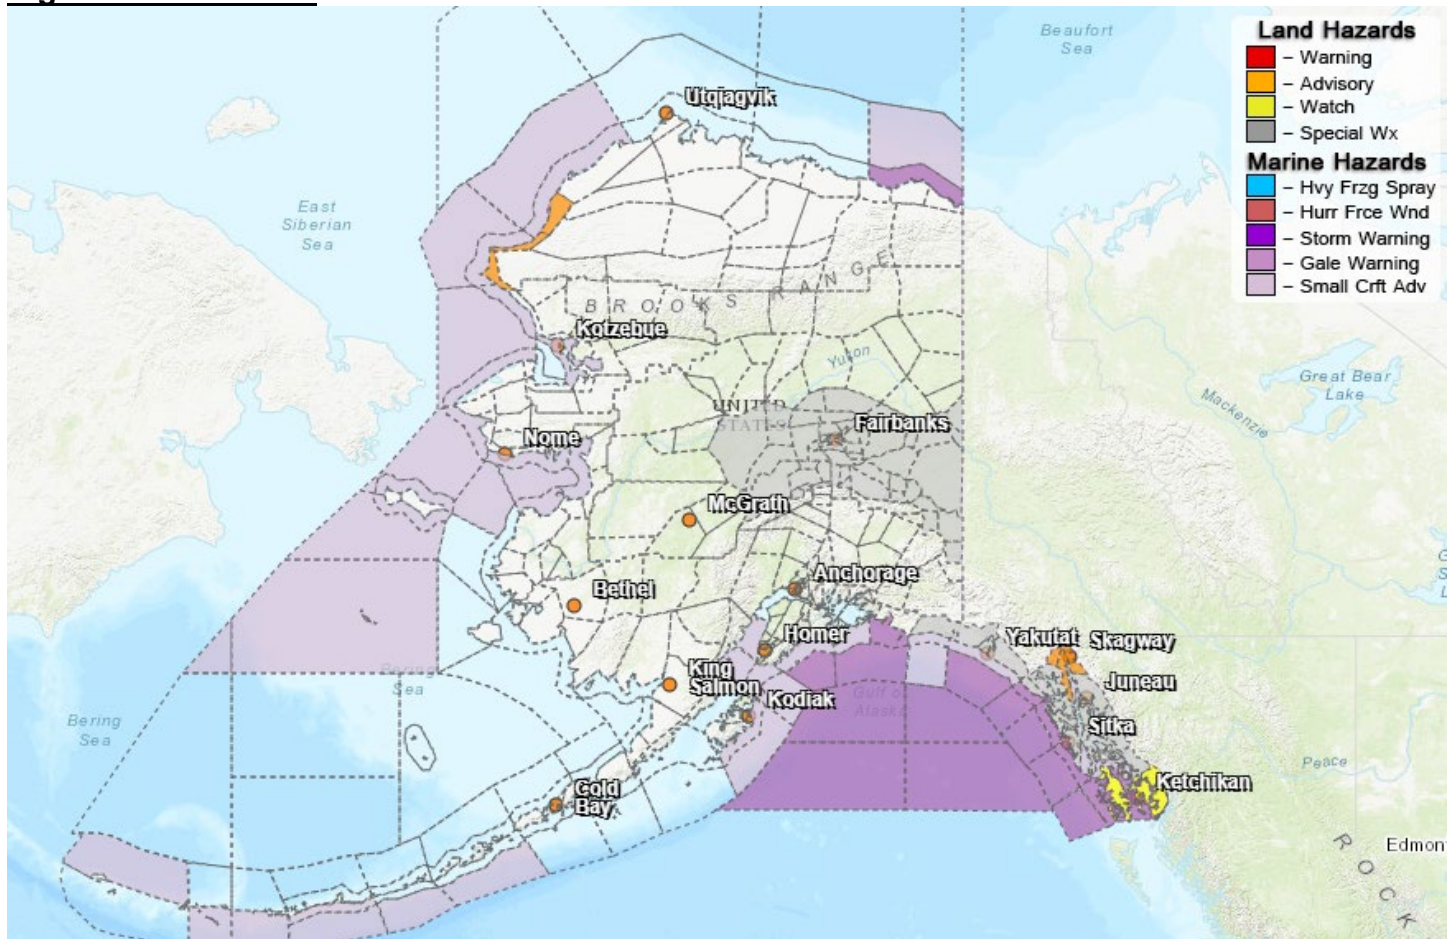 Beaufort
Sea
Land Hazards
– Warning
– Advisory
– Watch
– Special Wx
Marine Hazards
– Hvy Frzg Spray
– Hurr Frce Wnd
– Storm Warning
– Gale Warning
– Small Crft Adv
Utqiagvik
East
Siberian
Sea
BROOKS RANGE
Kotzebue
Yukon
Great Bear
Lake
Mackenzie
UNITED
STATES
Fairbanks
Nome
McGrath
Anchorage
Bethel
Homer
Yakutat
Skagway
King
Salmon
Juneau
Bering
Sea
Kodiak
Gulf of
Alaska
Sitka
Bering
Sea
Peace
Ketchikan
Cold
Bay
Edmon
ROCK